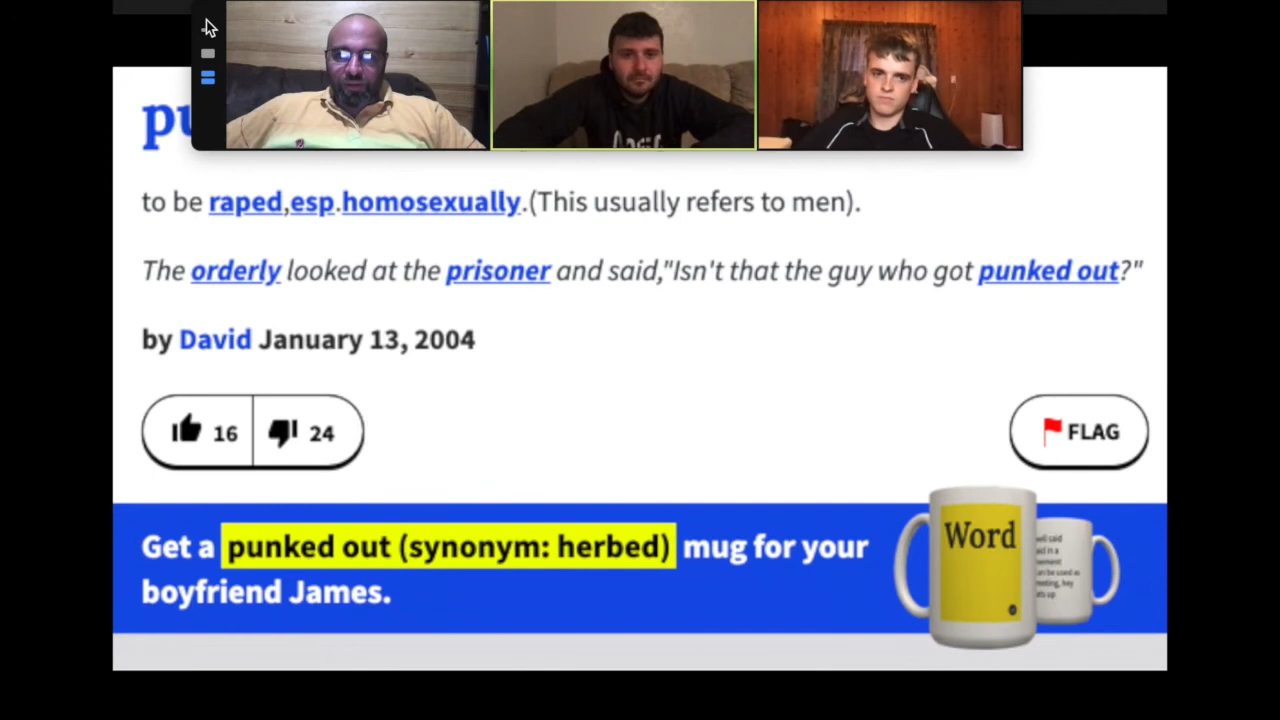 pu
to be raped,esp.homosexually.(This usually refers to men).
The orderly looked at the prisoner and said,"Isn't that the guy who got punked out?"
by David January 13, 2004
16 24
FLAG
Get a punked out (synonym: herbed) mug for your
boyfriend James.
Word